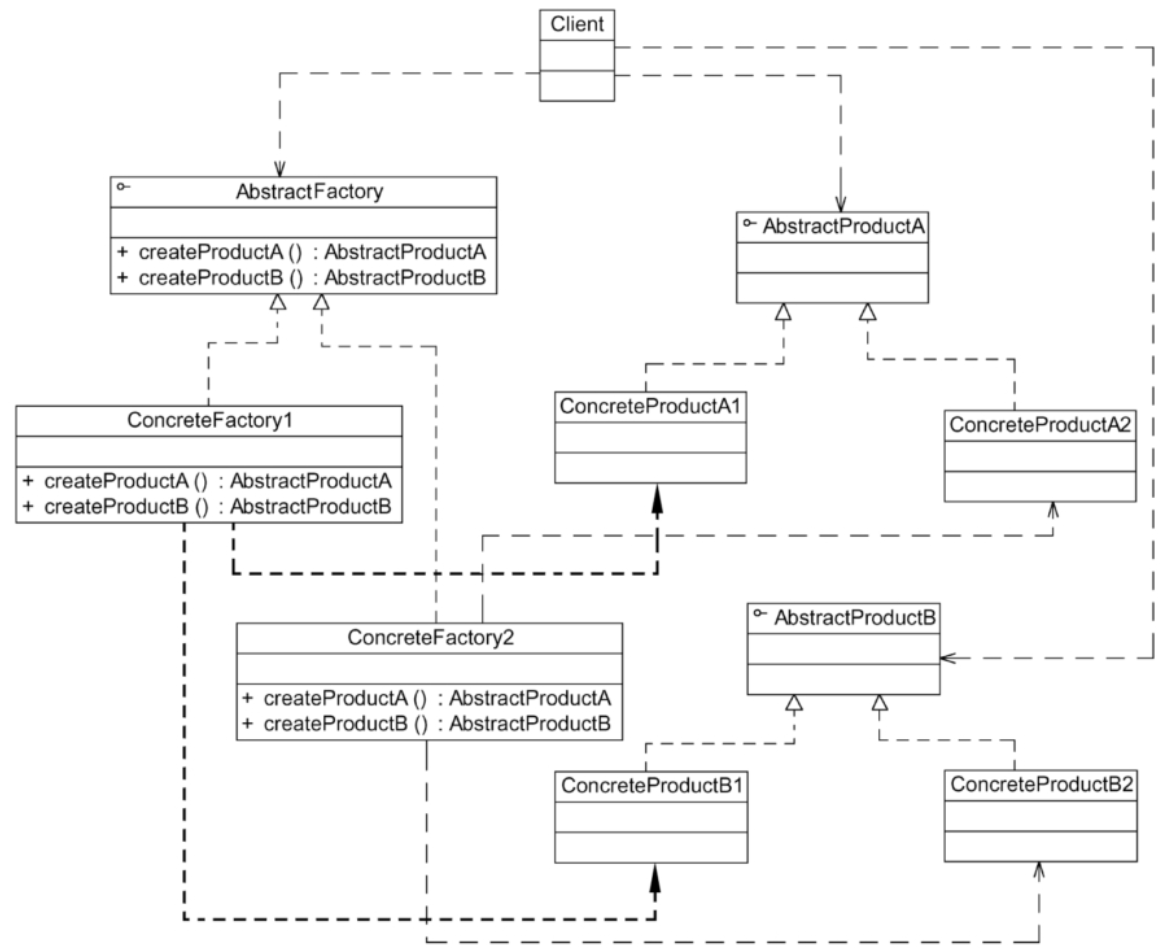 Client
AbstractFactory
+ createProductA () : AbstractProductA
+ createProductB () : AbstractProductB
AbstractProductA
ConcreteFactory1
+ createProductA () : AbstractProductA
+ createProductB () : AbstractProductB
ConcreteProductA1
ConcreteProductA2
ConcreteFactory2
+ createProductA () : AbstractProductA
+ createProductB () : AbstractProductB
AbstractProductB
ConcreteProductB1
ConcreteProductB2